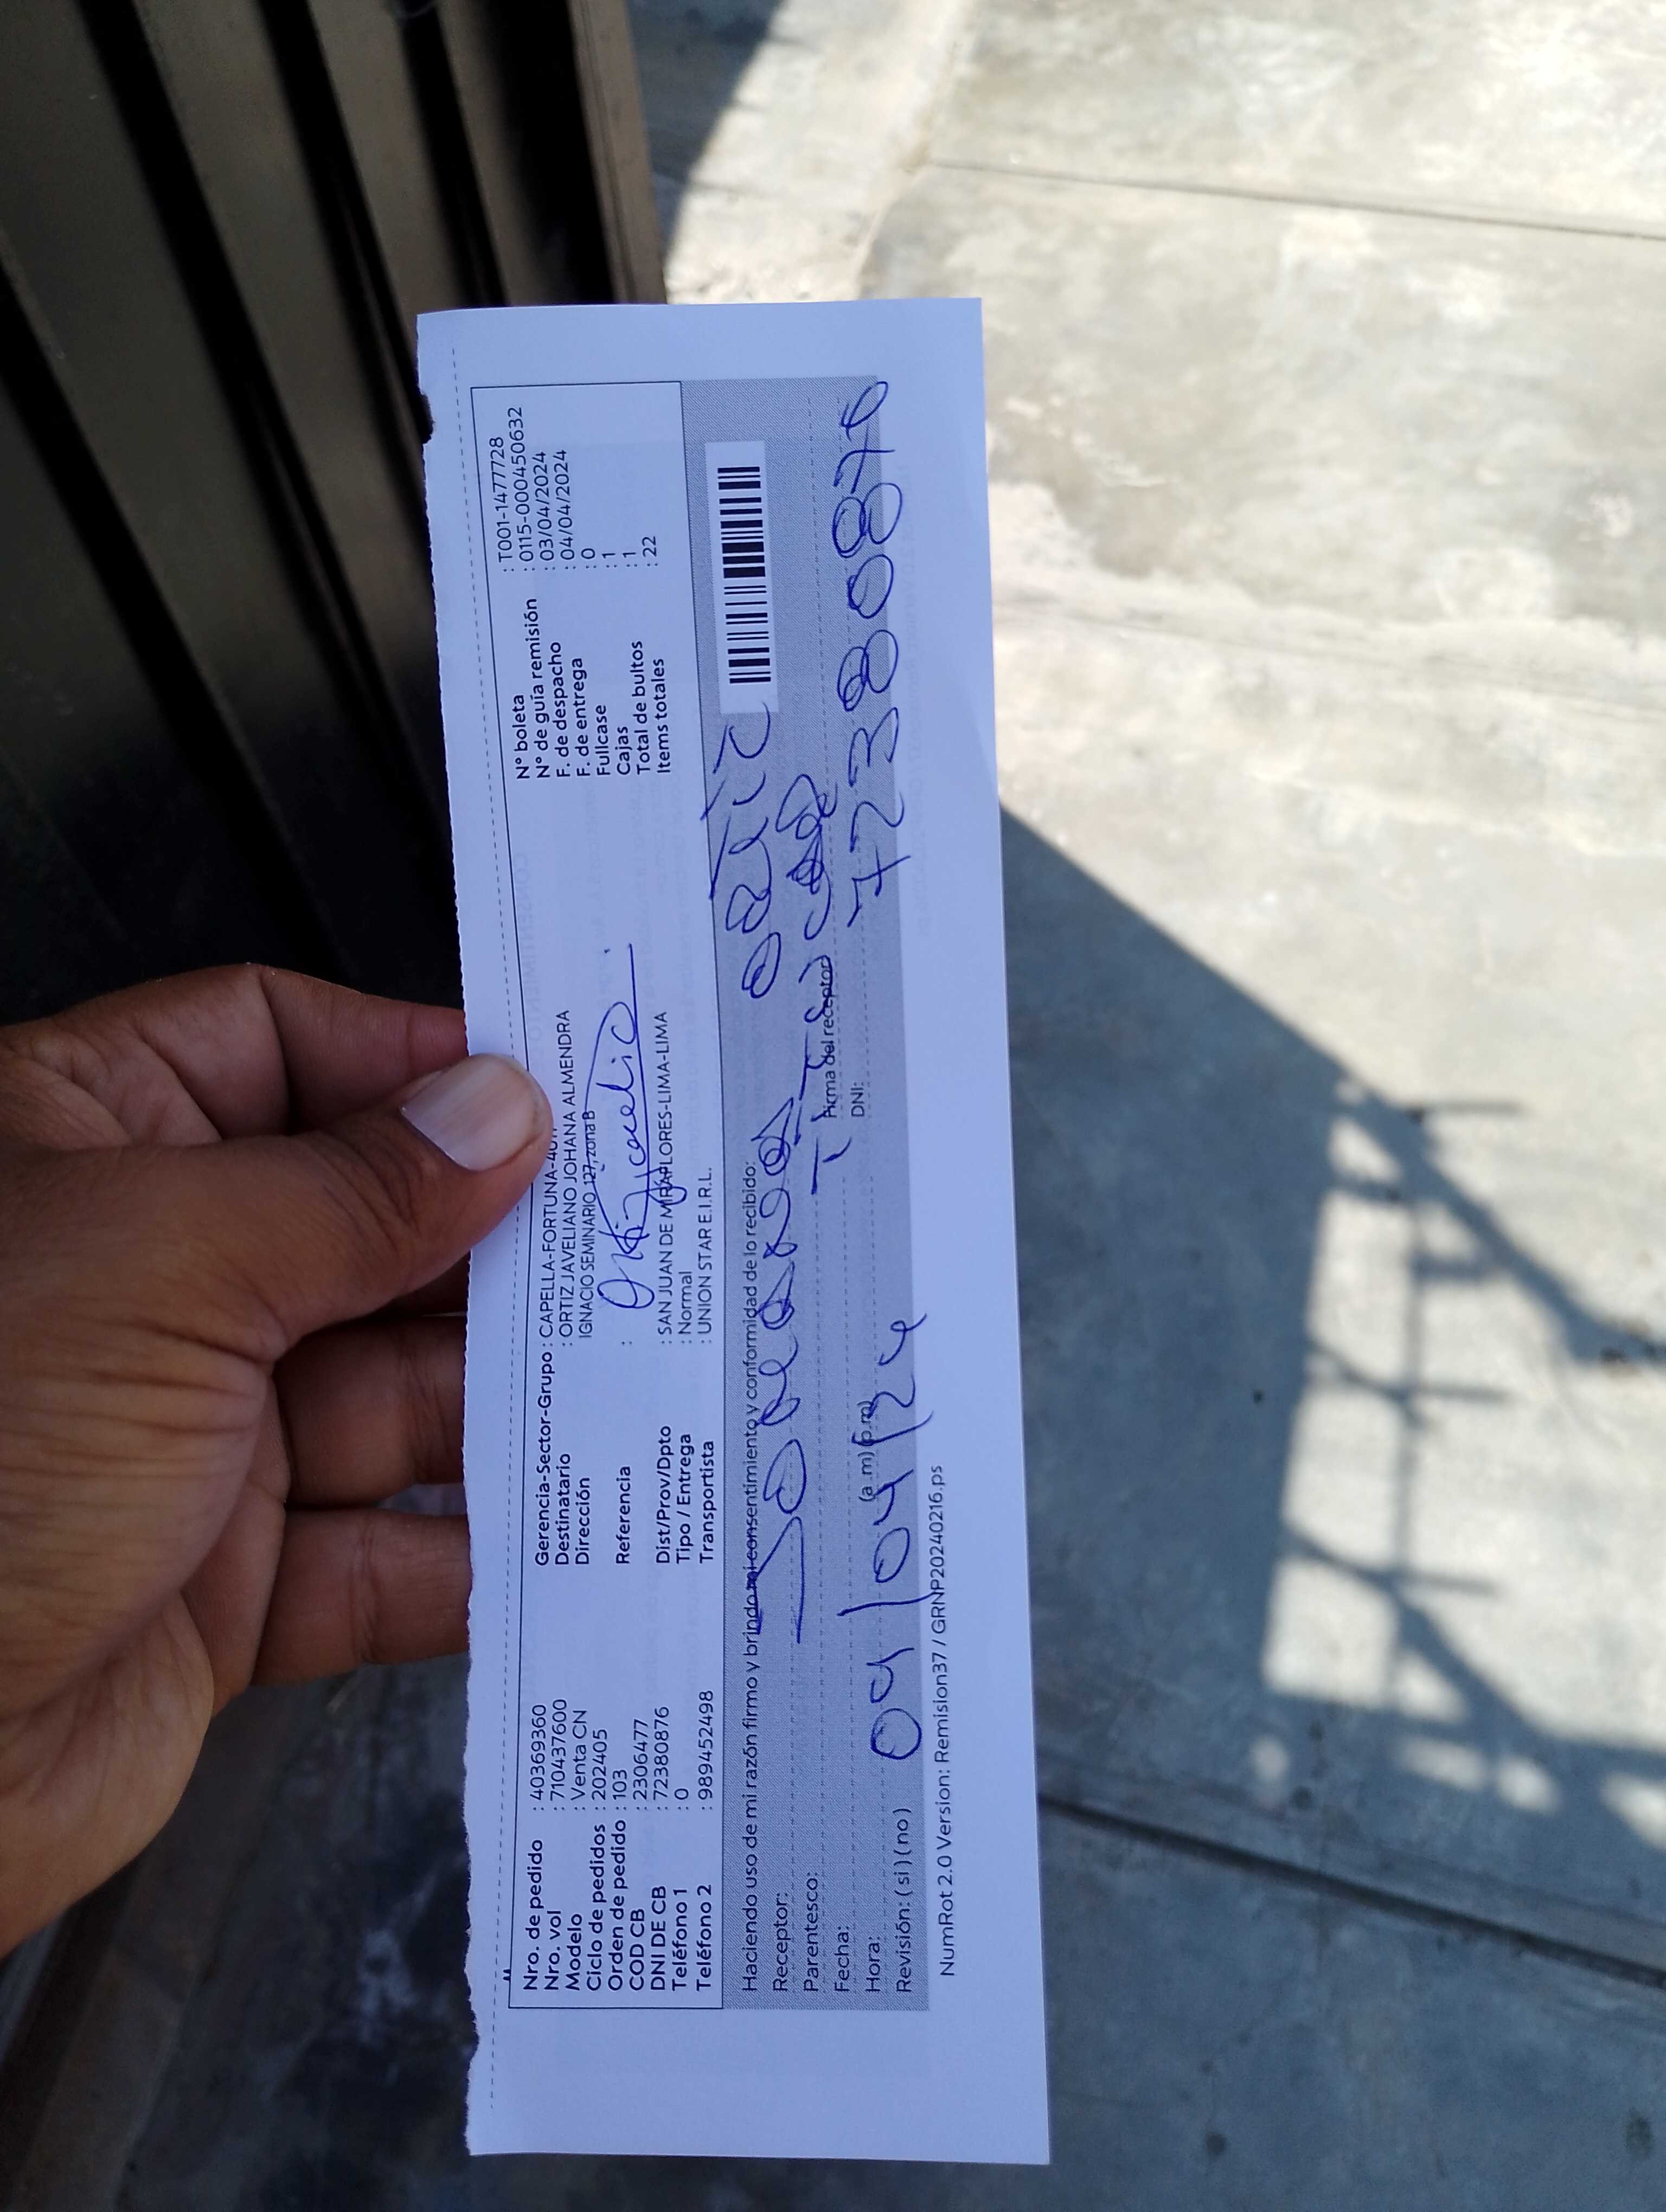 Nro. de pedido : 40369360
Nro. vol : 710437600
Modelo : Venta CN
Ciclo de pedidos : 202405
Orden de pedido : 103
COD CB : 2306477
DNI DE CB : 72380876
Teléfono 1 : 0
Teléfono 2 : 989452498
Gerencia-Sector-Grupo : CAPELLA-FORTUNA-
Destinatario : ORTIZ JAVELIANO JOHANA ALMENDRA
Dirección IGNACIO SEMINARIO 127, zona B
Referencia :
Dist/Prov/Dpto : SAN JUAN DE MIRAFLORES-LIMA-LIMA
Tipo / Entrega : Normal
Transportista : UNION STAR E.I.R.L.
N° boleta : T001-1477728
N° de guía remisión : 0115-000450632
F. de despacho : 03/04/2024
F. de entrega : 04/04/2024
Fullcase : 0
Cajas : 1
Total de bultos : 1
Items totales : 22
Haciendo uso de mi razón firmo y brindo mi consentimiento y conformidad de lo recibido:
Receptor:
Parentesco:
Firma del receptor
Fecha: 04/04/24
DNI: 72380876
Hora: (a.m) (p.m)
Revisión: ( si ) ( no )
NumRot 2.0 Version: Remision37 / GRNP20240216.ps